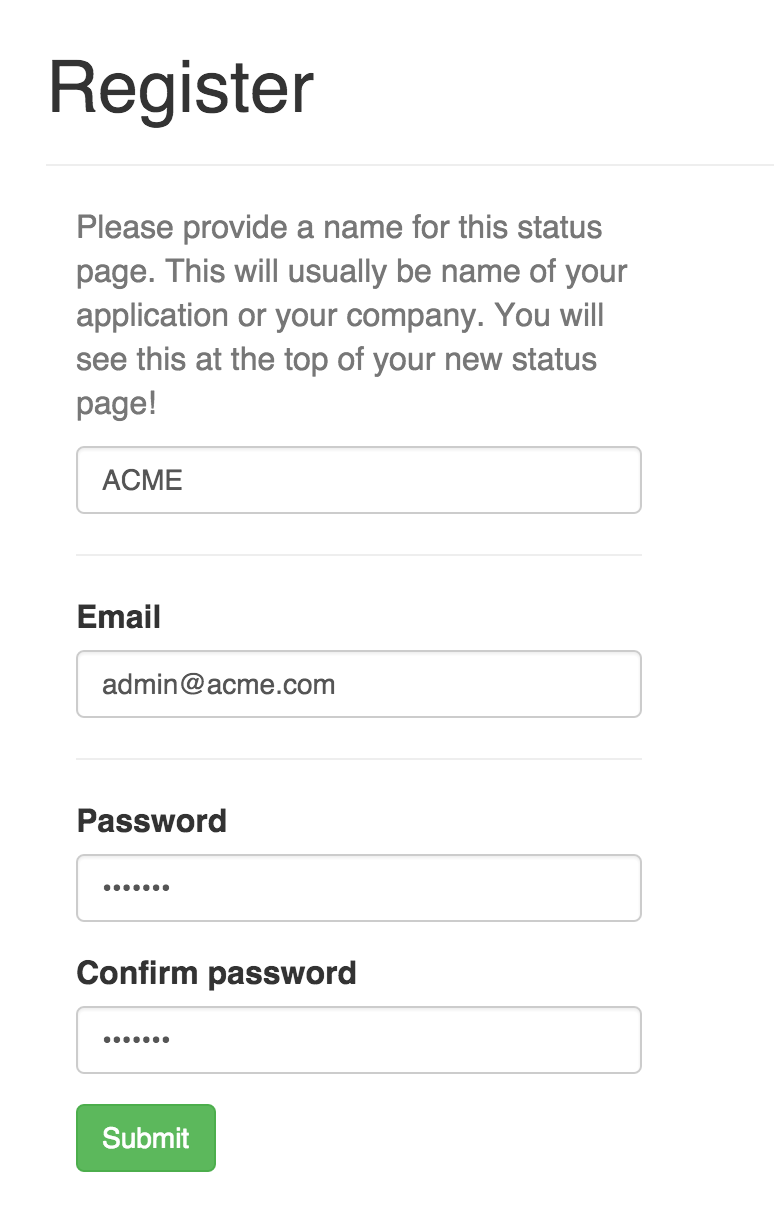 Register
Please provide a name for this status
page. This will usually be name of your
application or your company. You will
see this at the top of your new status
page!
ACME
Email
admin@acme.com
Password
•••••••
Confirm password
•••••••
Submit